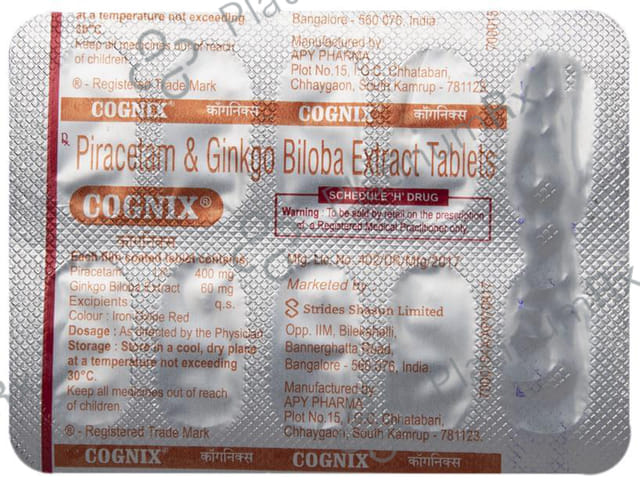 at a temperature not exceeding
30°C.
Keep all medicines out of reach
of children.
® - Registered Trade Mark
Bangalore - 560 076, India.
Manufactured by
APY PHARMA
Plot No.15, I.G.C. Chhatabari,
Chhaygaon, South Kamrup - 781123.
COGNIX® कॉगनिक्स COGNIX® कॉगनिक्स
Rx Piracetam & Ginkgo Biloba Extract Tablets
COGNIX®
कॉगनिक्स
SCHEDULE 'H' DRUG
Warning : To be sold by retail on the prescription
of a Registered Medical Practitioner only.
Each film coated tablet contains:
Piracetam I.P. 400 mg
Ginkgo Biloba Extract 60 mg
Excipients q.s.
Colour : Iron Oxide Red
Dosage : As directed by the Physician
Storage : Store in a cool, dry place
at a temperature not exceeding
30°C.
Keep all medicines out of reach
of children.
® - Registered Trade Mark
Mfg. Lic. No. 402/DR/Mfg/2017
Marketed by
Strides Shasun Limited
Opp. IIM, Bilekahalli,
Bannerghatta Road,
Bangalore - 560 076, India.
Manufactured by
APY PHARMA
Plot No.15, I.G.C. Chhatabari,
Chhaygaon, South Kamrup - 781123.
COGNIX® कॉगनिक्स COGNIX® कॉगनिक्स